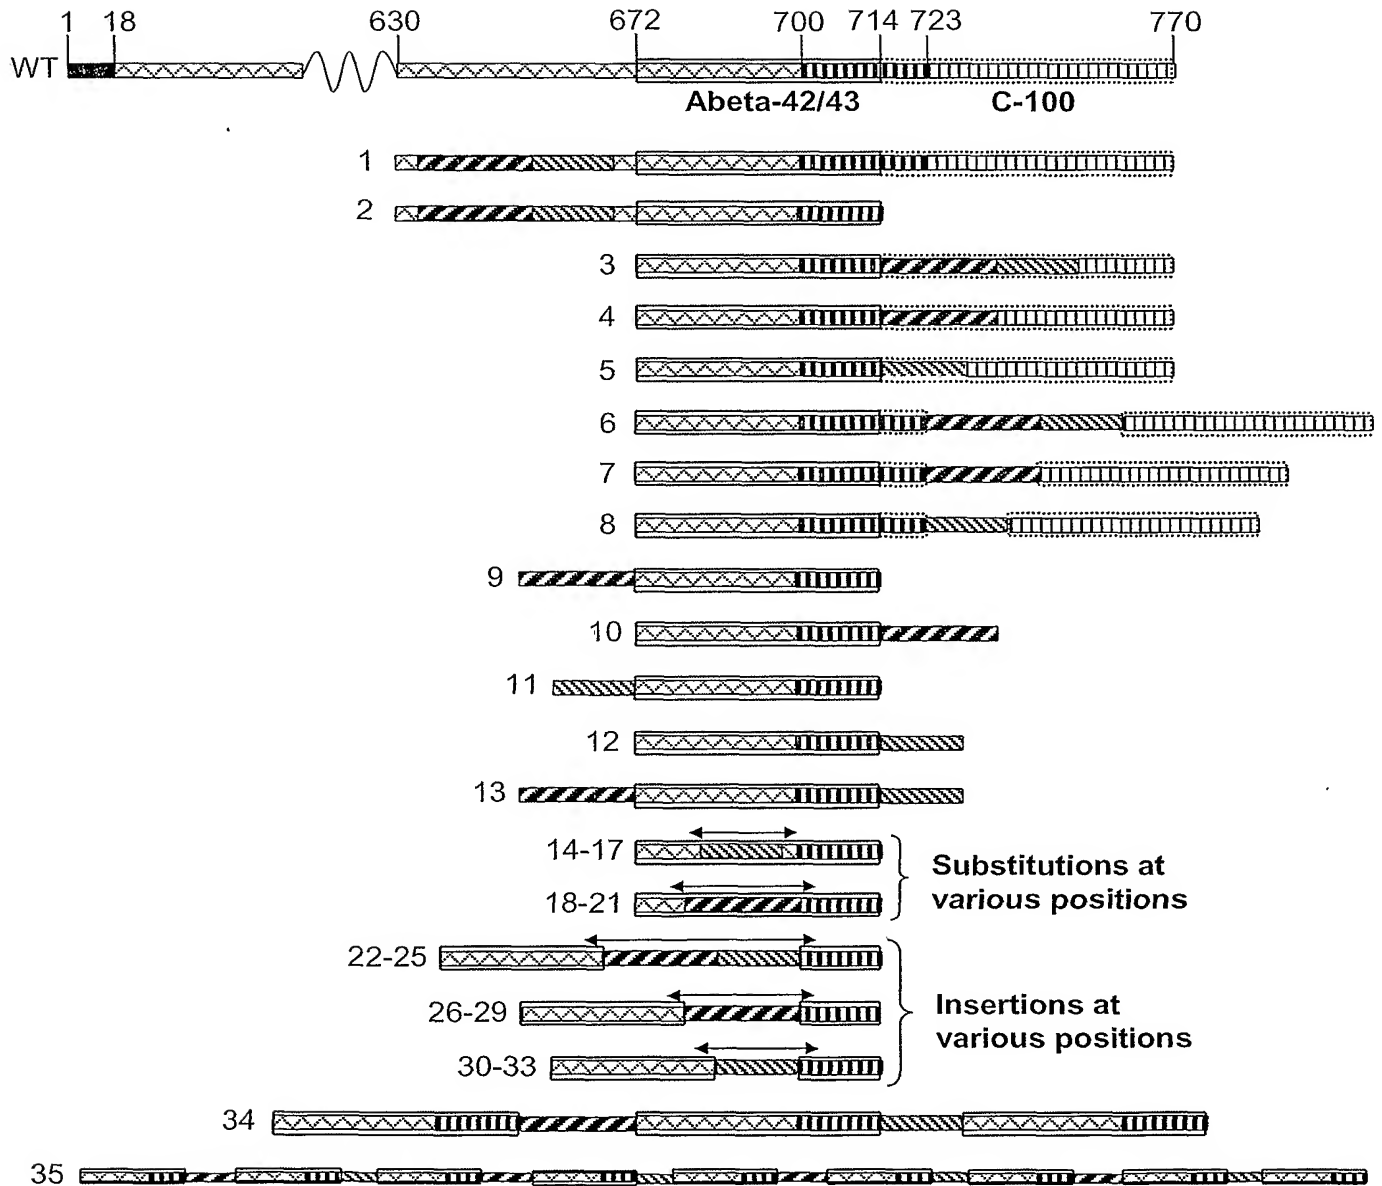 1 18 630 672 700 714 723 770
WT
Abeta-42/43 C-100
1
2
3
4
5
6
7
8
9
10
11
12
13
14-17
18-21
Substitutions at
various positions
22-25
26-29
30-33
Insertions at
various positions
34
35